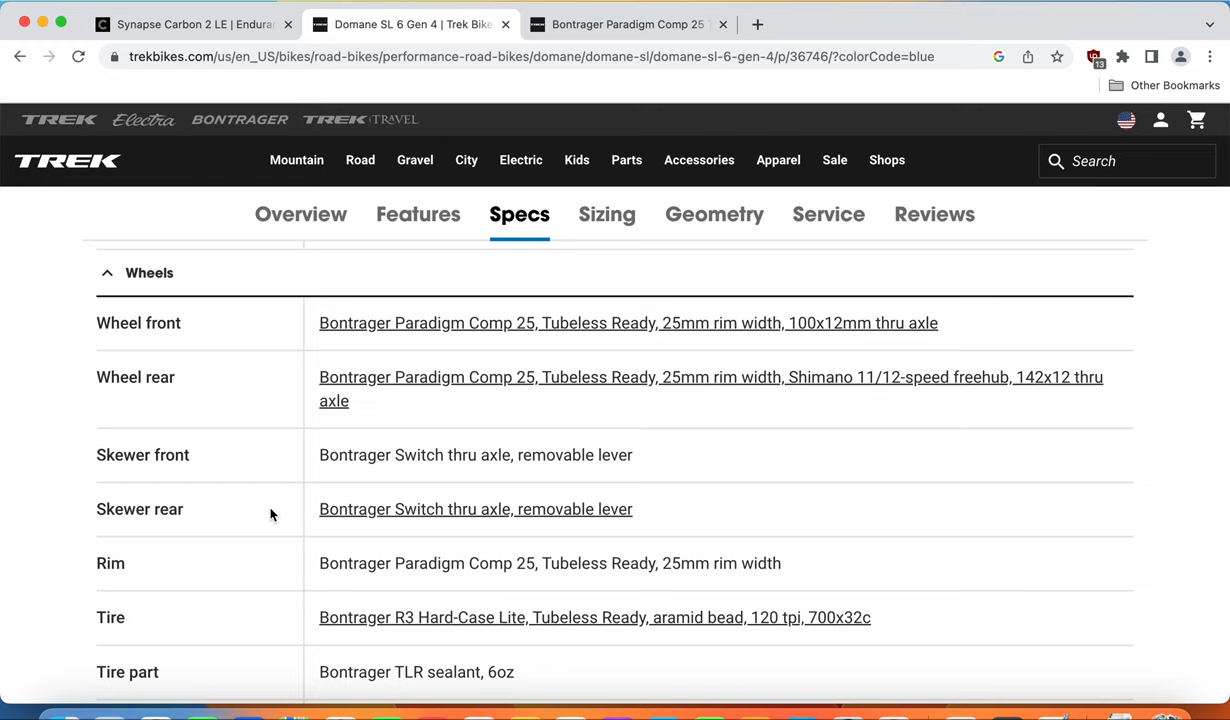 Synapse Carbon 2 LE | Enduran
Domane SL 6 Gen 4 | Trek Bike
Bontrager Paradigm Comp 25 T
trekbikes.com/us/en_US/bikes/road-bikes/performance-road-bikes/domane/domane-sl/domane-sl-6-gen-4/p/36746/?colorCode=blue
13
Other Bookmarks
TREK Electra BONTRAGER TREK TRAVEL
TREK Mountain Road Gravel City Electric Kids Parts Accessories Apparel Sale Shops Search
Overview Features Specs Sizing Geometry Service Reviews
Wheels
Wheel front Bontrager Paradigm Comp 25, Tubeless Ready, 25mm rim width, 100x12mm thru axle
Wheel rear Bontrager Paradigm Comp 25, Tubeless Ready, 25mm rim width, Shimano 11/12-speed freehub, 142x12 thru
axle
Skewer front Bontrager Switch thru axle, removable lever
Skewer rear Bontrager Switch thru axle, removable lever
Rim Bontrager Paradigm Comp 25, Tubeless Ready, 25mm rim width
Tire Bontrager R3 Hard-Case Lite, Tubeless Ready, aramid bead, 120 tpi, 700x32c
Tire part Bontrager TLR sealant, 6oz